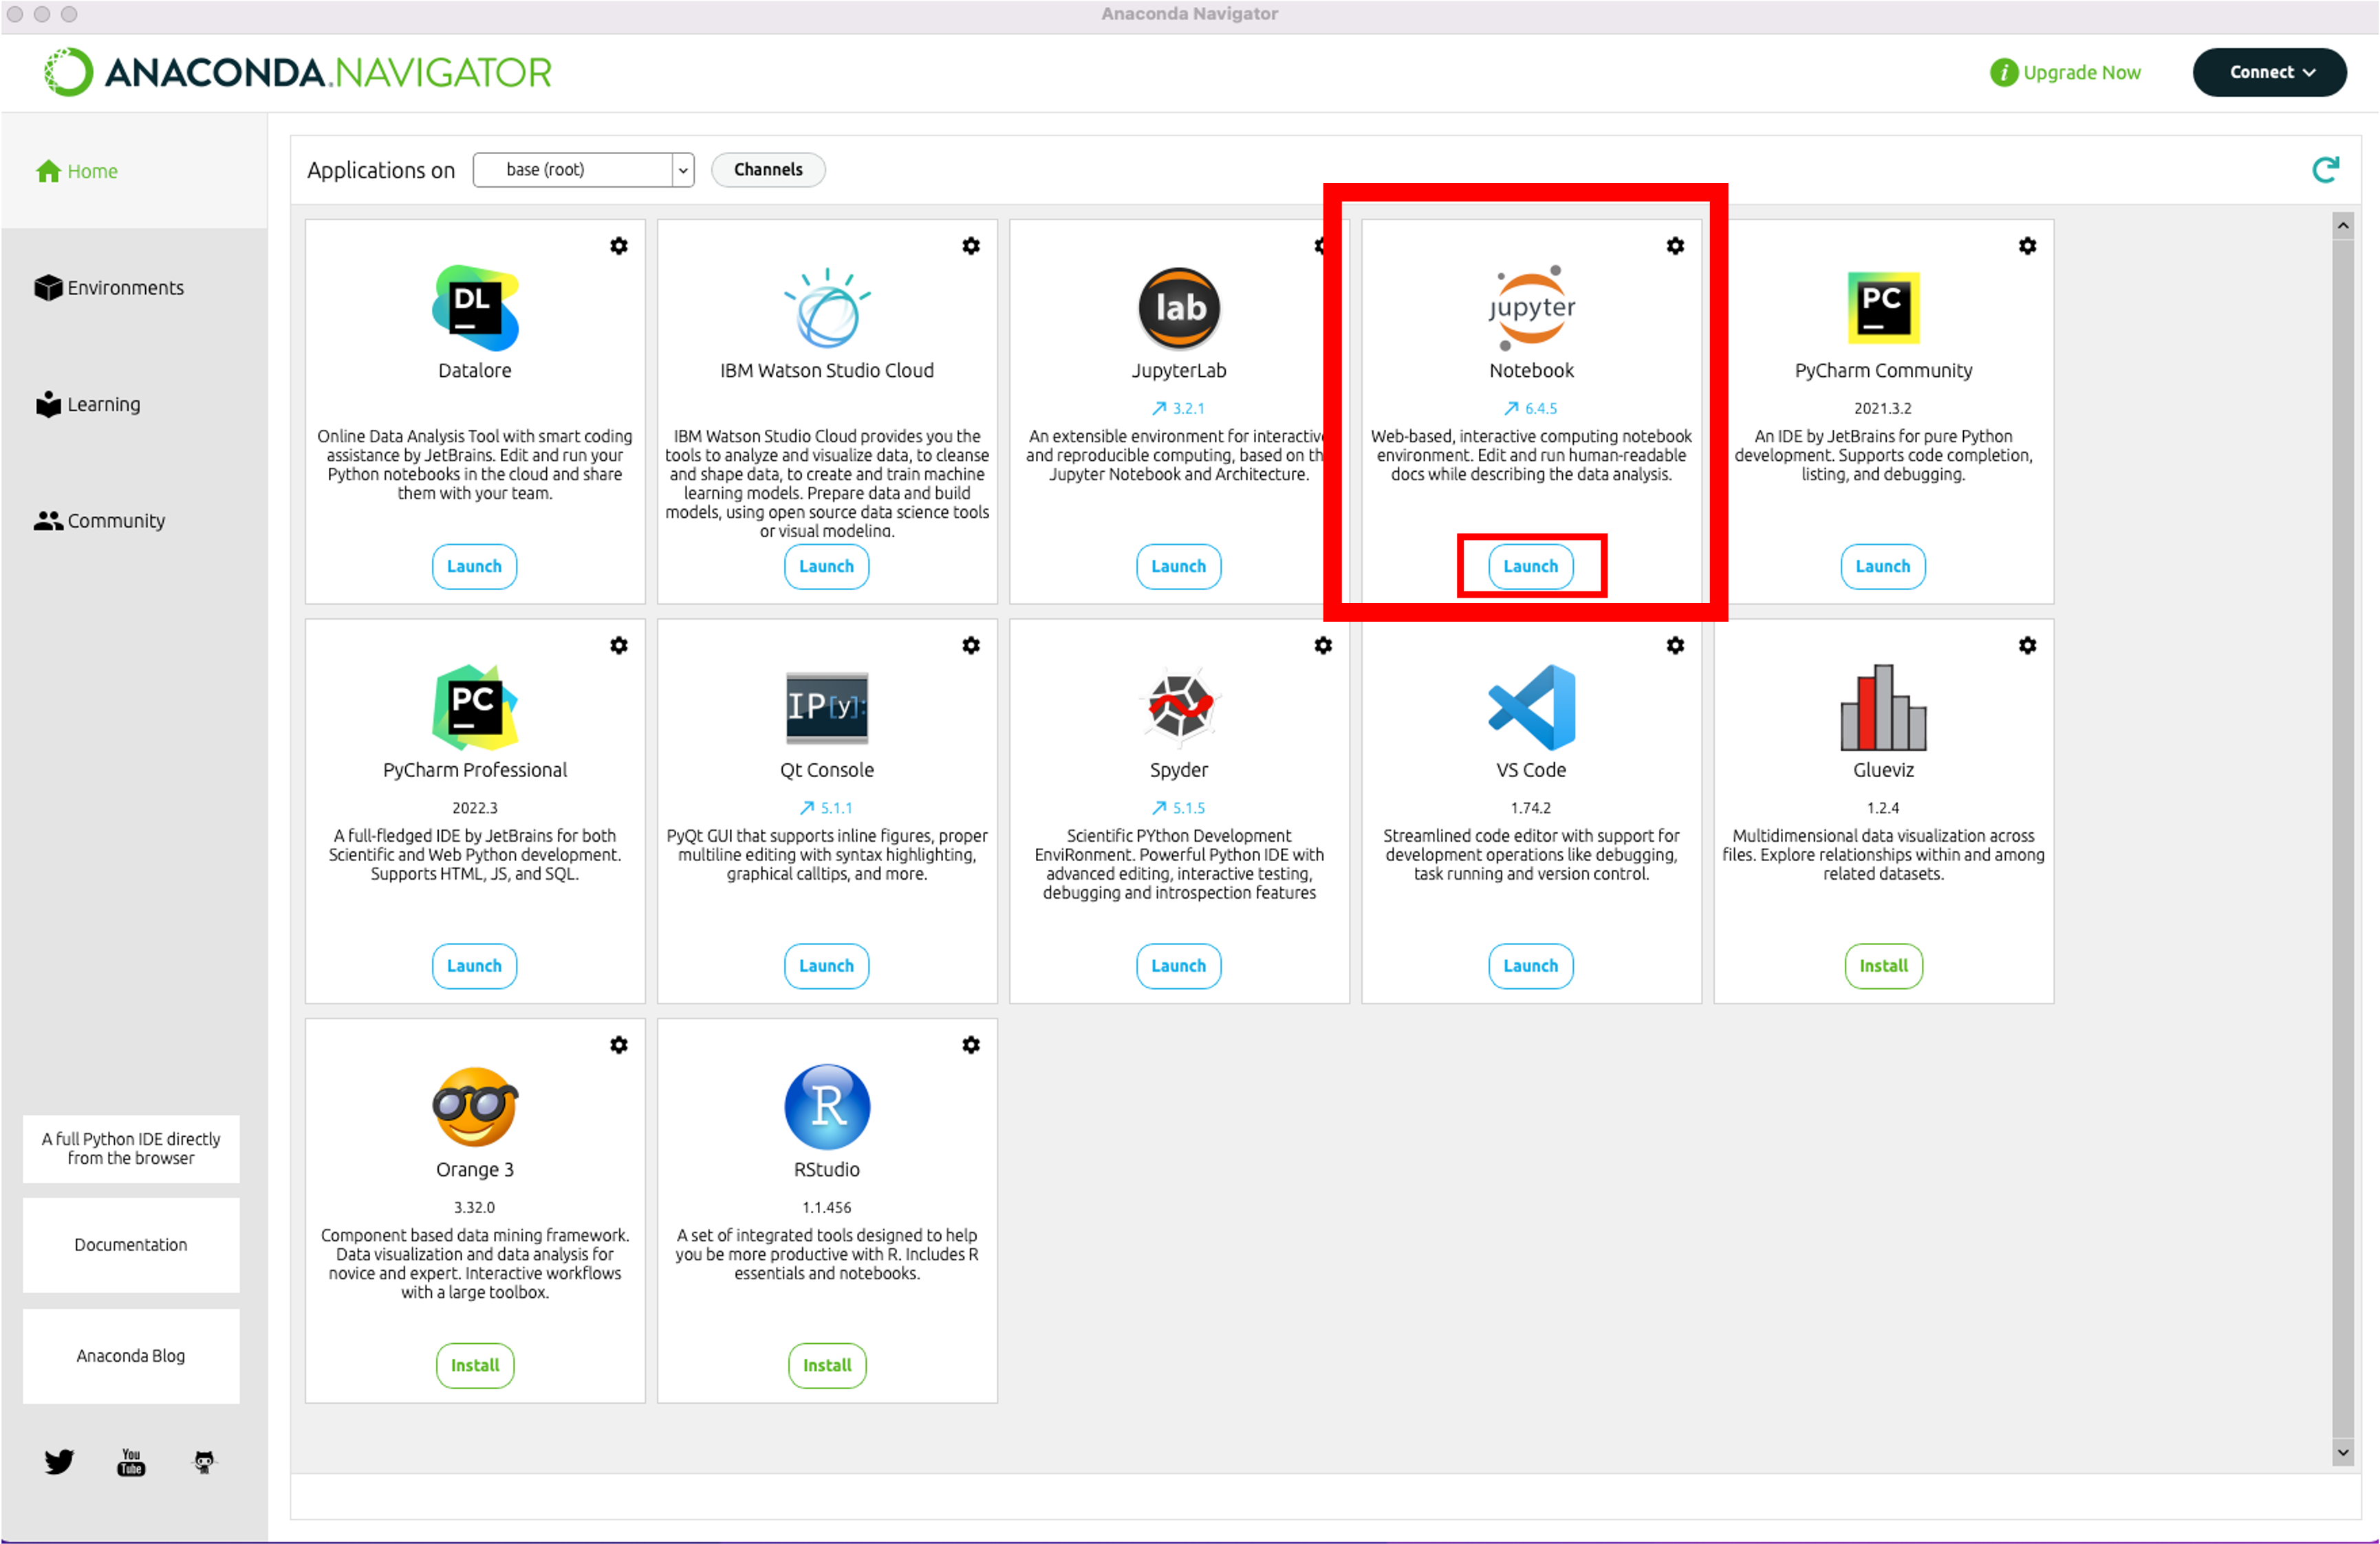 Anaconda Navigator
ANACONDA.NAVIGATOR
i Upgrade Now
Connect
Home
Environments
Learning
Community
A full Python IDE directly
from the browser
Documentation
Anaconda Blog
You
Tube
Applications on
base (root)
Channels
DL
Datalore
Online Data Analysis Tool with smart coding
assistance by JetBrains. Edit and run your
Python notebooks in the cloud and share
them with your team.
Launch
IBM Watson Studio Cloud
IBM Watson Studio Cloud provides you the
tools to analyze and visualize data, to cleanse
and shape data, to create and train machine
learning models. Prepare data and build
models, using open source data science tools
or visual modeling.
Launch
lab
JupyterLab
3.2.1
An extensible environment for interactive
and reproducible computing, based on th
Jupyter Notebook and Architecture.
Launch
jupyter
Notebook
6.4.5
Web-based, interactive computing notebook
environment. Edit and run human-readable
docs while describing the data analysis.
Launch
PC
PyCharm Community
2021.3.2
An IDE by JetBrains for pure Python
development. Supports code completion,
listing, and debugging.
Launch
PC
PyCharm Professional
2022.3
A full-fledged IDE by JetBrains for both
Scientific and Web Python development.
Supports HTML, JS, and SQL.
Launch
IP[y]:
Qt Console
5.1.1
PyQt GUI that supports inline figures, proper
multiline editing with syntax highlighting,
graphical calltips, and more.
Launch
Spyder
5.1.5
Scientific PYthon Development
EnviRonment. Powerful Python IDE with
advanced editing, interactive testing,
debugging and introspection features
Launch
VS Code
1.74.2
Streamlined code editor with support for
development operations like debugging,
task running and version control.
Launch
Glueviz
1.2.4
Multidimensional data visualization across
files. Explore relationships within and among
related datasets.
Install
Orange 3
3.32.0
Component based data mining framework.
Data visualization and data analysis for
novice and expert. Interactive workflows
with a large toolbox.
Install
R
RStudio
1.1.456
A set of integrated tools designed to help
you be more productive with R. Includes R
essentials and notebooks.
Install